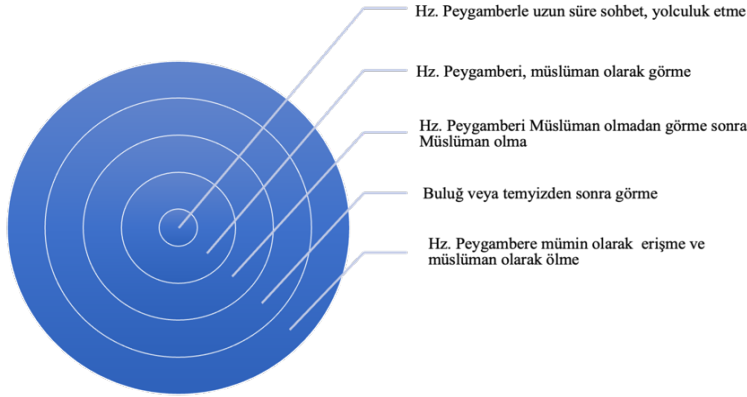 Hz. Peygamberle uzun süre sohbet, yolculuk etme
Hz. Peygamberi, müslüman olarak görme
Hz. Peygamberi Müslüman olmadan görme sonra
Müslüman olma
Buluğ veya temyizden sonra görme
Hz. Peygambere mümin olarak erişme ve
müslüman olarak ölme